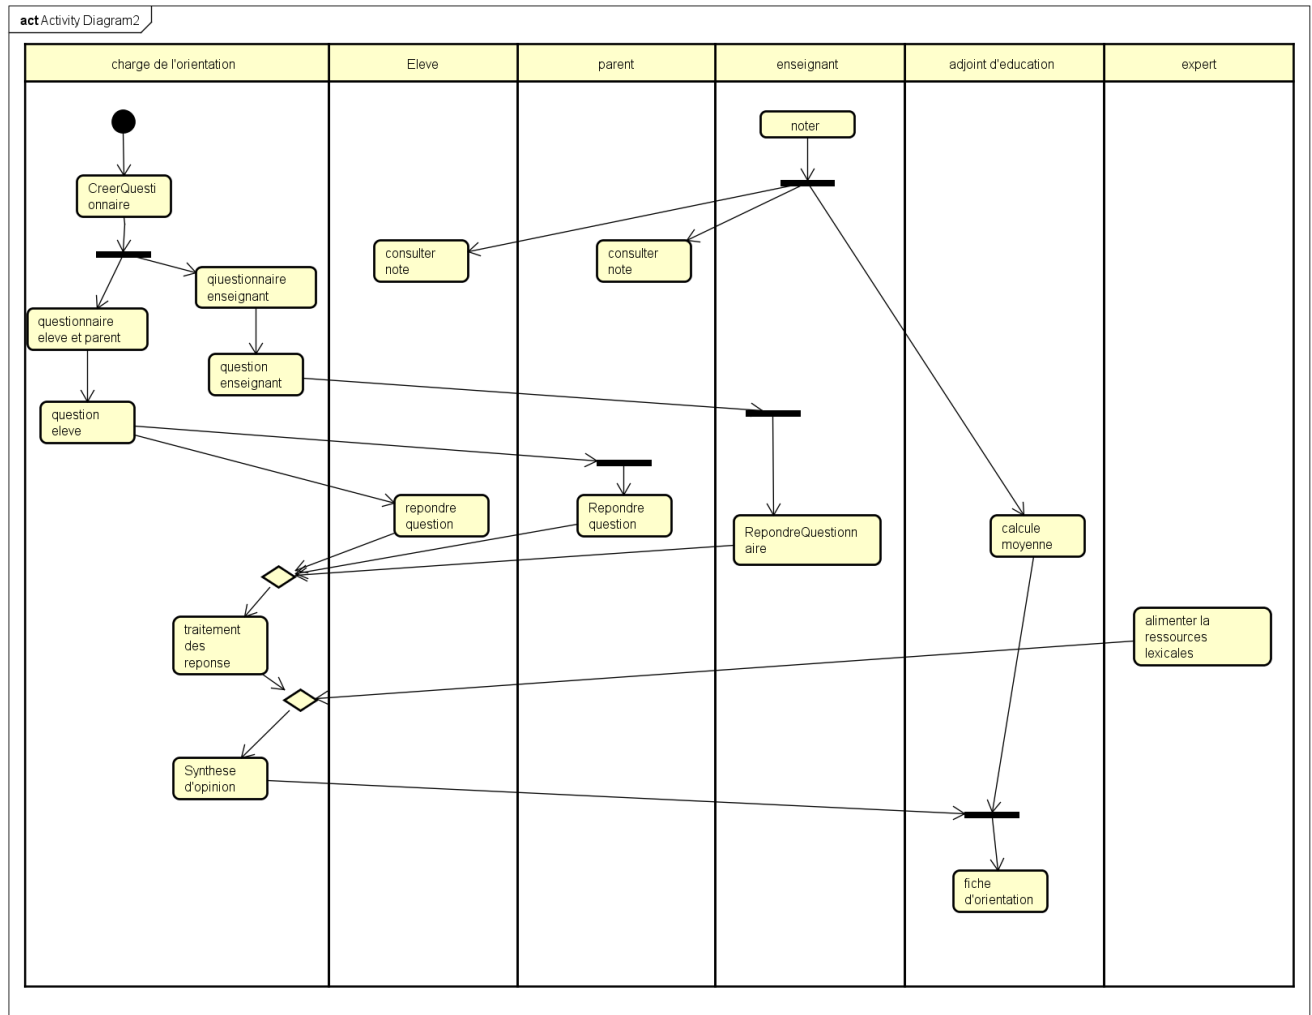 act Activity Diagram2
charge de l'orientation
Eleve
parent
enseignant
adjoint d'education
expert
noter
CreerQuesti
onnaire
consulter
note
consulter
note
qiuestionnaire
enseignant
questionnaire
eleve et parent
question
enseignant
question
eleve
repondre
question
Repondre
question
RepondreQuestionn
aire
calcule
moyenne
traitement
des
reponse
alimenter la
ressources
lexicales
Synthese
d'opinion
fiche
d'orientation